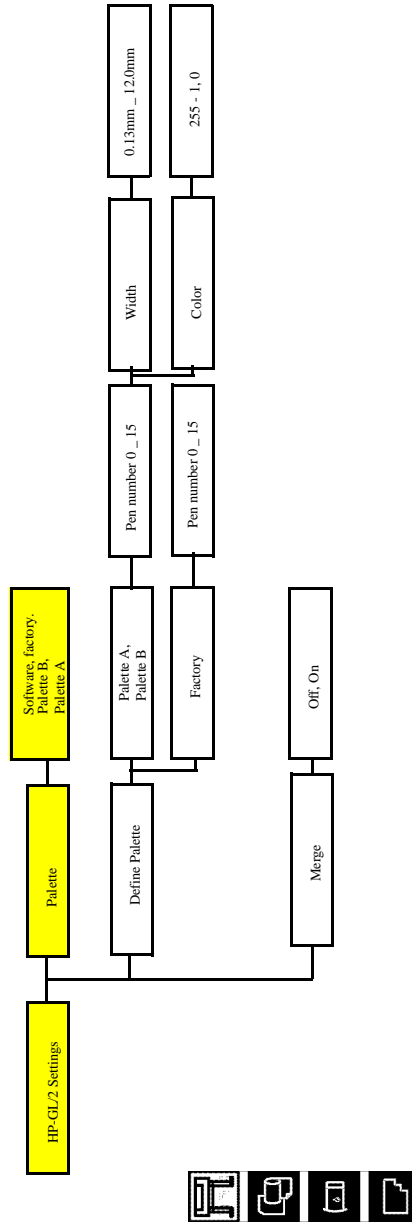 HP-GL/2 Settings
Palette
Software, factory.
Palette B,
Palette A
Define Palette
Palette A,
Palette B
Pen number 0 _ 15
Width
0.13mm _ 12.0mm
Color
255 - 1, 0
Factory
Pen number 0 _ 15
Merge
Off, On